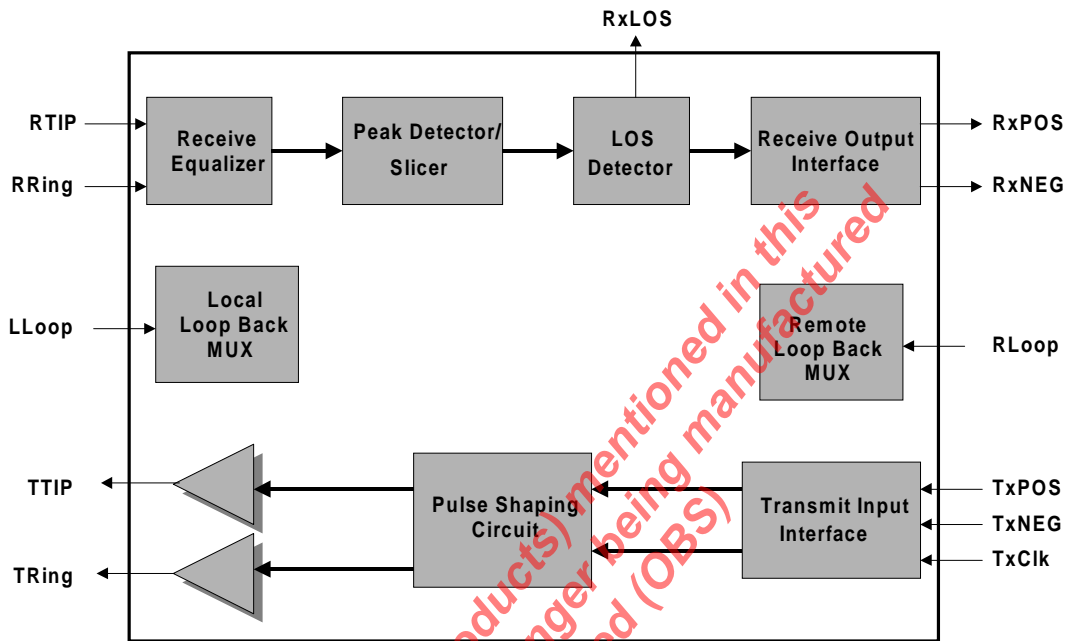 RxLOS
RTIP
RRing
Receive
Equalizer
Peak Detector/
Slicer
LOS
Detector
Receive Output
Interface
RxPOS
RxNEG
LLoop
Local
Loop Back
MUX
Remote
Loop Back
MUX
RLoop
TTIP
TRing
Pulse Shaping
Circuit
Transmit Input
Interface
TxPOS
TxNEG
TxClk
mentioned in this
being manufactured
(OBS)